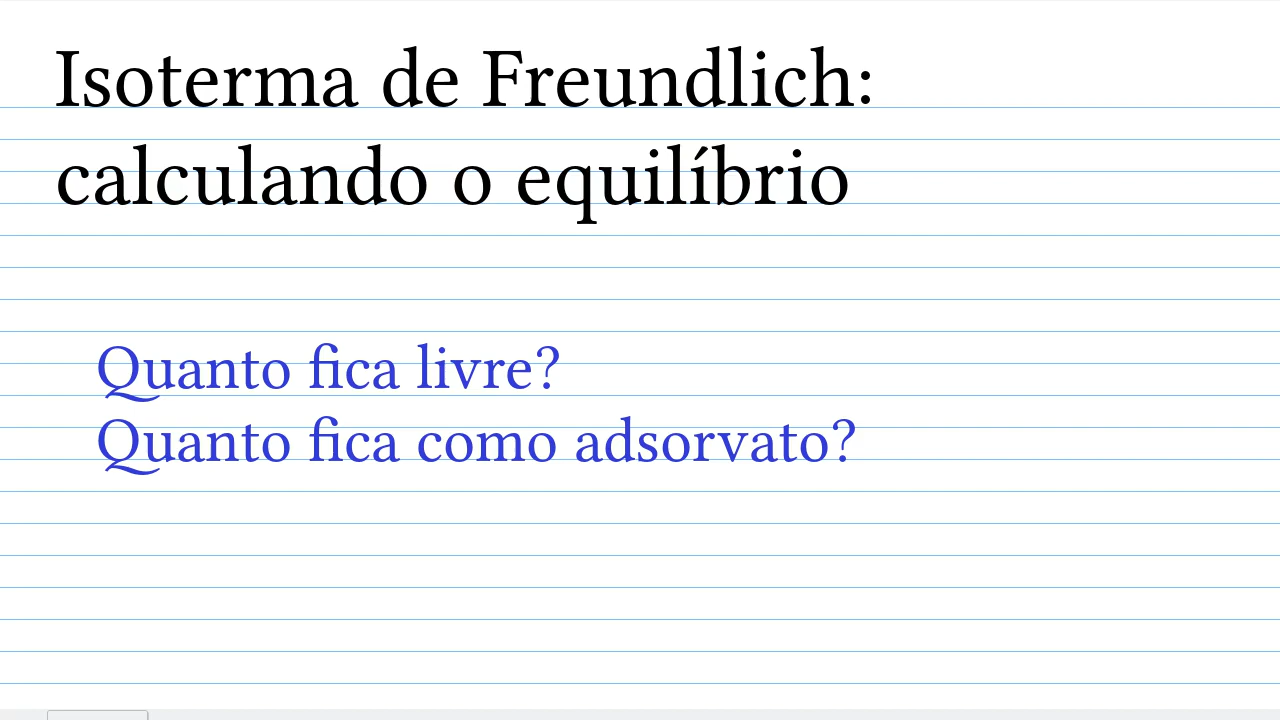 Isoterma de Freundlich:
calculando o equilíbrio
Quanto fica livre?
Quanto fica como adsorvato?